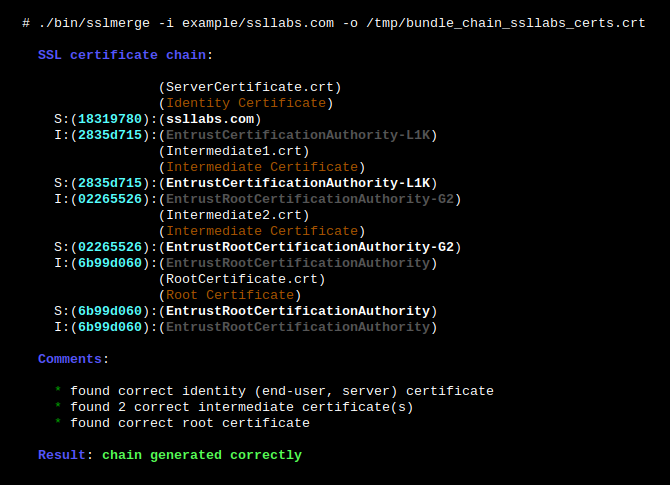 # ./bin/sslmerge -i example/ssllabs.com -o /tmp/bundle_chain_ssllabs_certs.crt
SSL certificate chain:
(ServerCertificate.crt)
(Identity Certificate)
S:(18319780):(ssllabs.com)
I:(2835d715):(EntrustCertificationAuthority-L1K)
(Intermediate1.crt)
(Intermediate Certificate)
S:(2835d715):(EntrustCertificationAuthority-L1K)
I:(02265526):(EntrustRootCertificationAuthority-G2)
(Intermediate2.crt)
(Intermediate Certificate)
S:(02265526):(EntrustRootCertificationAuthority-G2)
I:(6b99d060):(EntrustRootCertificationAuthority)
(RootCertificate.crt)
(Root Certificate)
S:(6b99d060):(EntrustRootCertificationAuthority)
I:(6b99d060):(EntrustRootCertificationAuthority)
Comments:
* found correct identity (end-user, server) certificate
* found 2 correct intermediate certificate(s)
* found correct root certificate
Result: chain generated correctly